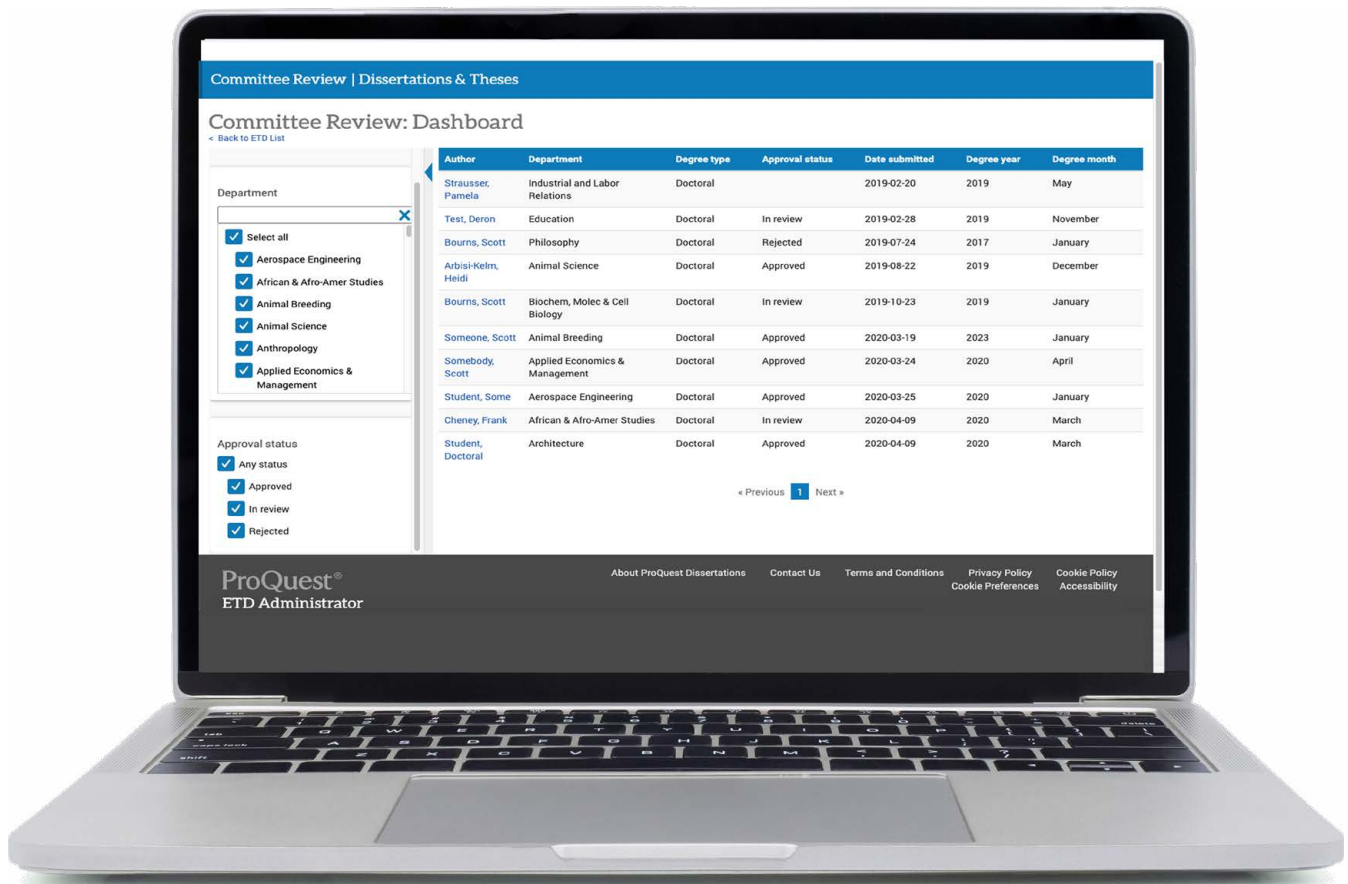 Committee Review | Dissertations & Theses
Committee Review: Dashboard
< Back to ETD List
Department
Select all
Aerospace Engineering
African & Afro-Amer Studies
Animal Breeding
Animal Science
Anthropology
Applied Economics &
Management
Approval status
Any status
Approved
In review
Rejected
Author Department Degree type Approval status Date submitted Degree year Degree month
Strausser, Industrial and Labor Doctoral 2019-02-20 2019 May
Pamela Relations
Test, Deron Education Doctoral In review 2019-02-28 2019 November
Bourns, Scott Philosophy Doctoral Rejected 2019-07-24 2017 January
Arbisi-Kelm, Animal Science Doctoral Approved 2019-08-22 2019 December
Heidi
Bourns, Scott Biochem, Molec & Cell Doctoral In review 2019-10-23 2019 January
Biology
Someone, Scott Animal Breeding Doctoral Approved 2020-03-19 2023 January
Somebody, Applied Economics & Doctoral Approved 2020-03-24 2020 April
Scott Management
Student, Some Aerospace Engineering Doctoral Approved 2020-03-25 2020 January
Cheney, Frank African & Afro-Amer Studies Doctoral In review 2020-04-09 2020 March
Student, Architecture Doctoral Approved 2020-04-09 2020 March
Doctoral
« Previous 1 Next »
ProQuest®
ETD Administrator
About ProQuest Dissertations Contact Us Terms and Conditions Privacy Policy Cookie Policy
Cookie Preferences Accessibility
tab Q W E R T Y U I O P
caps lock A S D F G H J K L
shift Z X C V B N M
delete